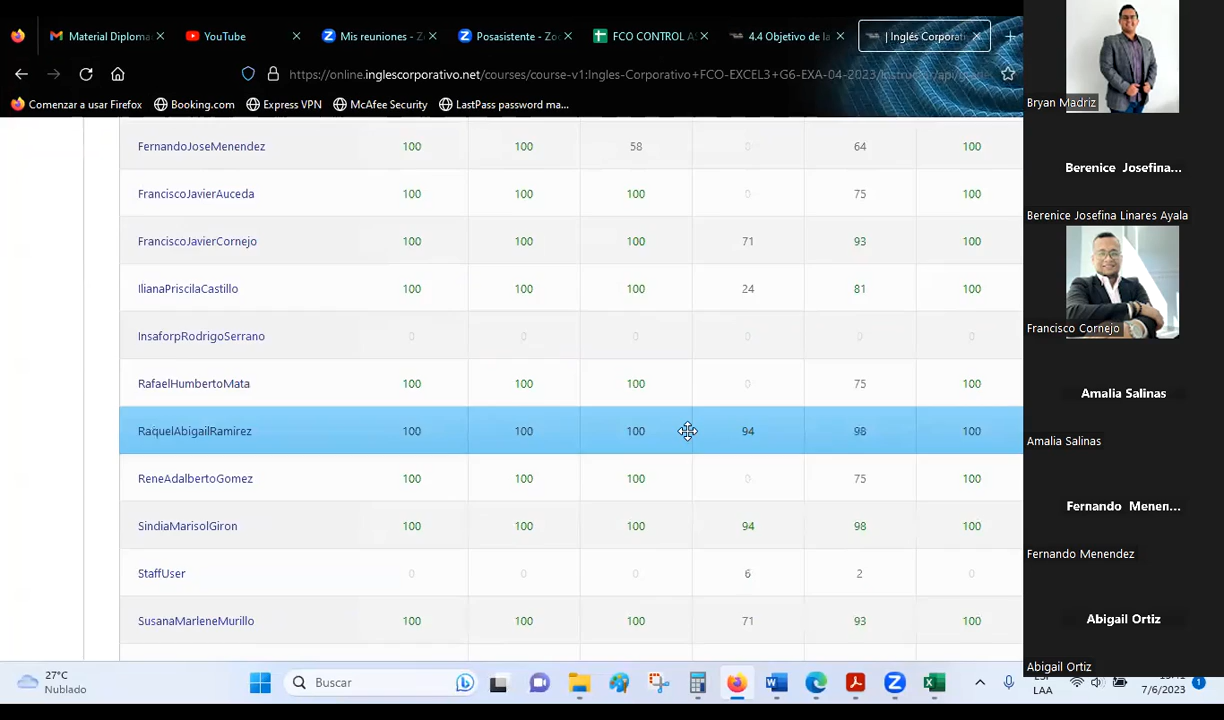 Material Diploma
YouTube
Mis reuniones - Z
Posasistente - Zo
FCO CONTROL AS
4.4 Objetivo de la
| Inglés Corporati
https://online.inglescorporativo.net/courses/course-v1:Ingles-Corporativo+FCO-EXCEL3+G6-EXA-04-2023/instructor/api/
Comenzar a usar Firefox
Booking.com
Express VPN
McAfee Security
LastPass password ma...
FernandoJoseMenendez 100 100 58 0 64 100
FranciscoJavierAuceda 100 100 100 0 75 100
FranciscoJavierCornejo 100 100 100 71 93 100
IlianaPriscilaCastillo 100 100 100 24 81 100
InsaforpRodrigoSerrano 0 0 0 0 0 0
RafaelHumbertoMata 100 100 100 0 75 100
RaquelAbigailRamirez 100 100 100 94 98 100
ReneAdalbertoGomez 100 100 100 0 75 100
SindiaMarisolGiron 100 100 100 94 98 100
StaffUser 0 0 0 6 2 0
SusanaMarleneMurillo 100 100 100 71 93 100
Bryan Madriz
Berenice Josefina...
Berenice Josefina Linares Ayala
Francisco Cornejo
Amalia Salinas
Amalia Salinas
Fernando Menen...
Fernando Menendez
Abigail Ortiz
Abigail Ortiz
27°C
Nublado
Buscar
ESP
LAA
7/6/2023
1